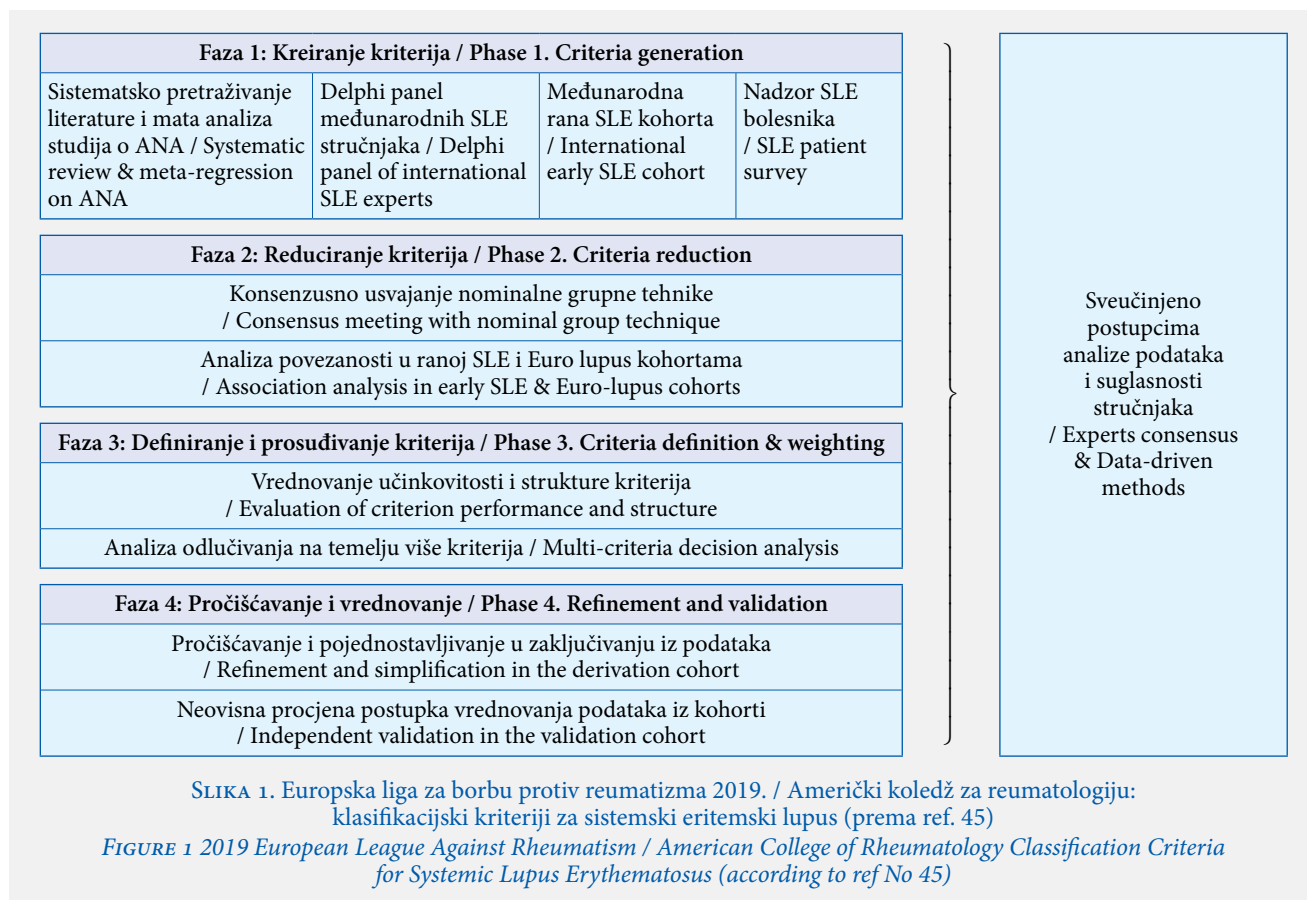 Faza 1: Kreiranje kriterija / Phase 1. Criteria generation
Sistematsko pretraživanje
literature i mata analiza
studija o ANA / Systematic
review & meta-regression
on ANA
Delphi panel
međunarodnih SLE
stručnjaka / Delphi
panel of international
SLE experts
Međunarodna
rana SLE kohorta
/ International
early SLE cohort
Nadzor SLE
bolesnika
/ SLE patient
survey
Faza 2: Reduciranje kriterija / Phase 2. Criteria reduction
Konsenzusno usvajanje nominalne grupne tehnike
/ Consensus meeting with nominal group technique
Analiza povezanosti u ranoj SLE i Euro lupus kohortama
/ Association analysis in early SLE & Euro-lupus cohorts
Faza 3: Definiranje i prosuđivanje kriterija / Phase 3. Criteria definition & weighting
Vrednovanje učinkovitosti i strukture kriterija
/ Evaluation of criterion performance and structure
Analiza odlučivanja na temelju više kriterija / Multi-criteria decision analysis
Faza 4: Pročišćavanje i vrednovanje / Phase 4. Refinement and validation
Pročišćavanje i pojednostavljivanje u zaključivanju iz podataka
/ Refinement and simplification in the derivation cohort
Neovisna procjena postupka vrednovanja podataka iz kohorti
/ Independent validation in the validation cohort
Sveučinjeno
postupcima
analize podataka
i suglasnosti
stručnjaka
/ Experts consensus
& Data-driven
methods
Slika 1. Europska liga za borbu protiv reumatizma 2019. / Američki koledž za reumatologiju:
klasifikacijski kriteriji za sistemski eritemski lupus (prema ref. 45)
Figure 1 2019 European League Against Rheumatism / American College of Rheumatology Classification Criteria
for Systemic Lupus Erythematosus (according to ref No 45)